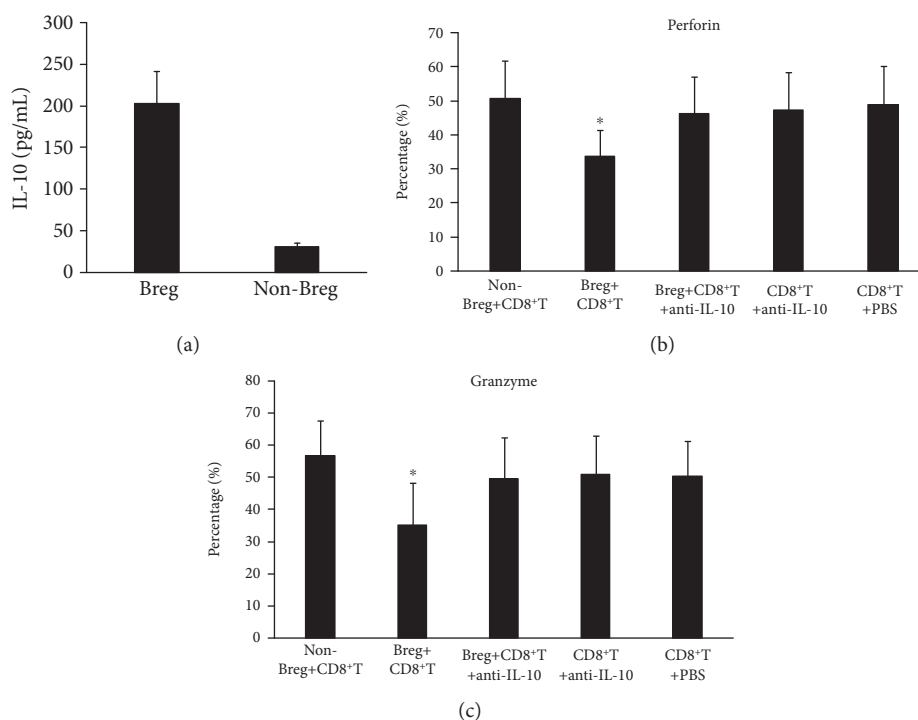 300
250
200
150
100
50
0
IL-10 (pg/mL)
Breg
Non-Breg
(a)
Perforin
70
60
50
40
30
20
10
0
Percentage (%)
*
Non-
Breg+CD8⁺T
Breg+
CD8⁺T
Breg+CD8⁺T
+anti-IL-10
CD8⁺T
+anti-IL-10
CD8⁺T
+PBS
(b)
Granzyme
80
70
60
50
40
30
20
10
0
Percentage (%)
*
Non-
Breg+CD8⁺T
Breg+
CD8⁺T
Breg+CD8⁺T
+anti-IL-10
CD8⁺T
+anti-IL-10
CD8⁺T
+PBS
(c)